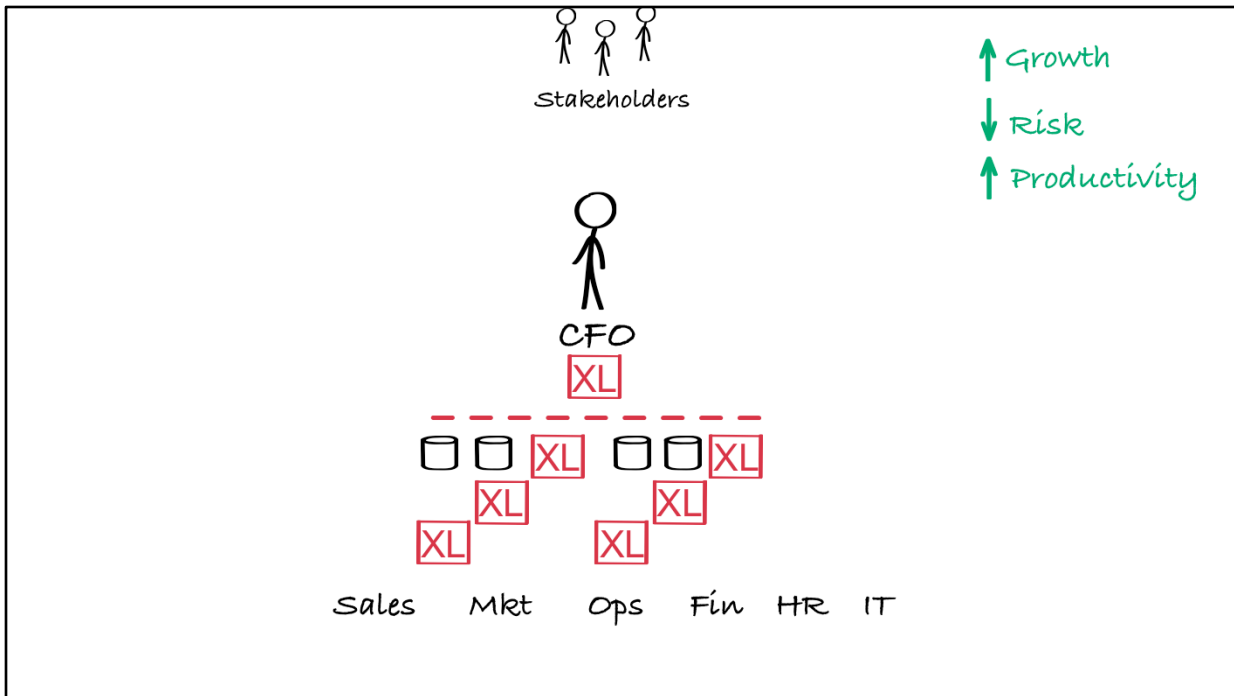 Stakeholders
Growth
Risk
Productivity
CFO
XL
XL XL
XL XL
XL XL
Sales Mkt Ops Fin HR IT